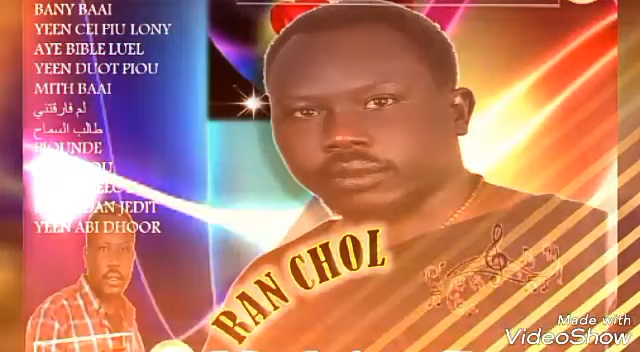 BANY BAAI
YEEN CEI PIU LONY
AYE BIBLE LUEL
YEEN DUOT PIOU
MITH BAAI
لم فارقتني
طالب السماح
JEDIT
YEEN ABI DHOOR
RAN CHOL
Made with
VideoShow